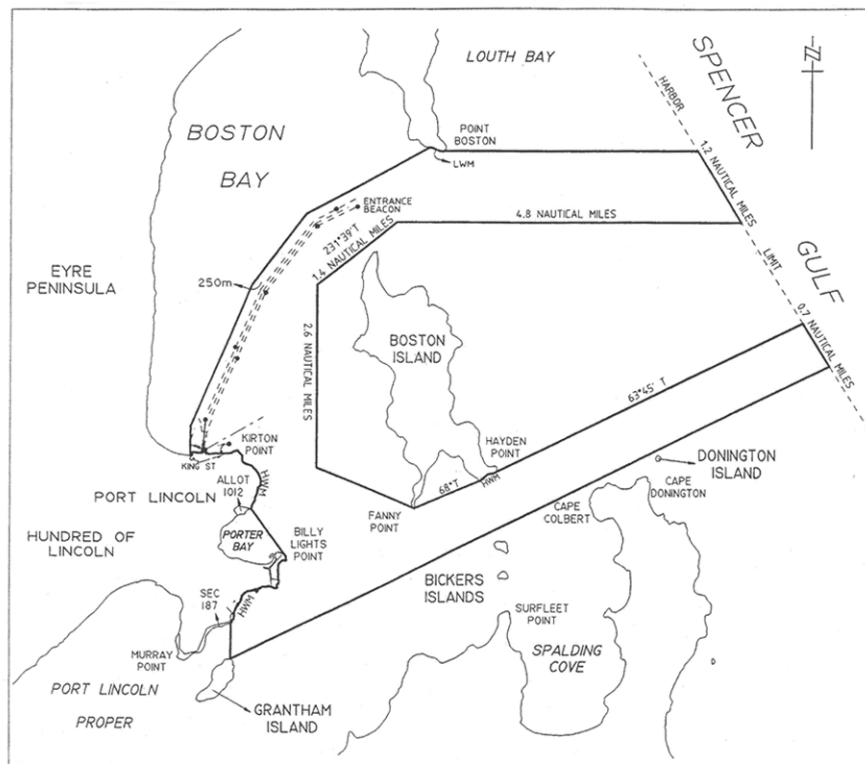 SPENCER
LOUTH BAY
N
HARBOR
BOSTON
BAY
POINT
BOSTON
LWM
1.2 NAUTICAL MILES
ENTRANCE
BEACON
4.8 NAUTICAL MILES
231°39'T
1.4 NAUTICAL MILES
LIMIT
GULF
EYRE
PENINSULA
250m
0.7 NAUTICAL MILES
2.6 NAUTICAL MILES
BOSTON
ISLAND
63°45' T
KIRTON
POINT
HAYDEN
POINT
KING ST
HWM
DONINGTON
ISLAND
ALLOT
1012
68°T
HWM
CAPE
DONINGTON
PORT LINCOLN
FANNY
POINT
CAPE
COLBERT
HUNDRED OF
LINCOLN
PORTER
BAY
BILLY
LIGHTS
POINT
BICKERS
ISLANDS
SEC
187
HWM
SURFLEET
POINT
MURRAY
POINT
SPALDING
COVE
PORT LINCOLN
PROPER
GRANTHAM
ISLAND